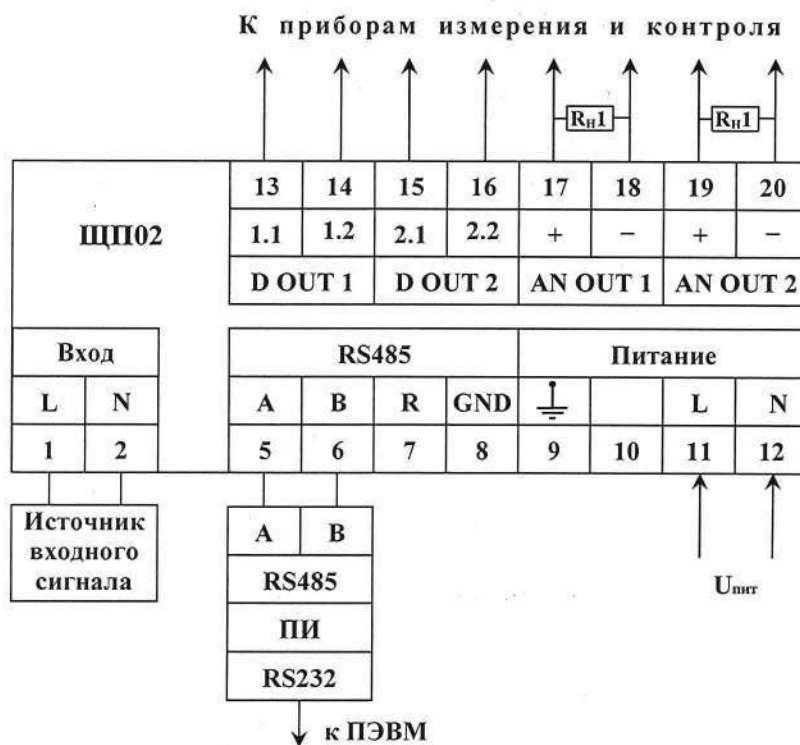 К приборам измерения и контроля
Rн1 Rн1
13 14 15 16 17 18 19 20
ЩП02
1.1 1.2 2.1 2.2 + − + −
D OUT 1 D OUT 2 AN OUT 1 AN OUT 2
Вход RS485 Питание
L N A B R GND L N
1 2 5 6 7 8 9 10 11 12
Источник
входного
сигнала
A B
RS485
ПИ
RS232
Uпит
к ПЭВМ